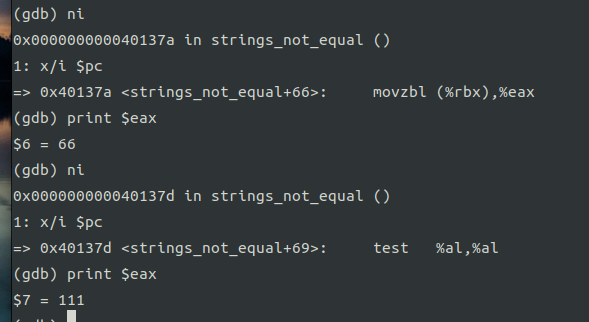 (gdb) ni
0x000000000040137a in strings_not_equal ()
1: x/i $pc
=> 0x40137a <strings_not_equal+66>:     movzbl (%rbx),%eax
(gdb) print $eax
$6 = 66
(gdb) ni
0x000000000040137d in strings_not_equal ()
1: x/i $pc
=> 0x40137d <strings_not_equal+69>:     test   %al,%al
(gdb) print $eax
$7 = 111
(gdb)